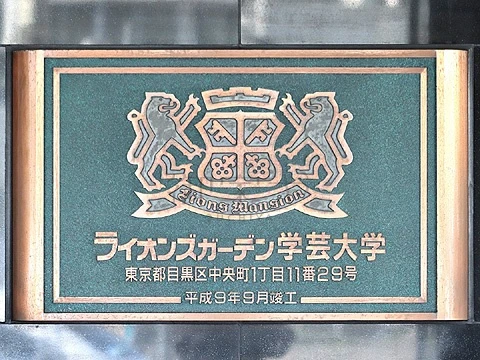 Lions Mansion
ライオンズガーデン学芸大学
東京都目黒区中央町1丁目11番29号
平成9年9月竣工